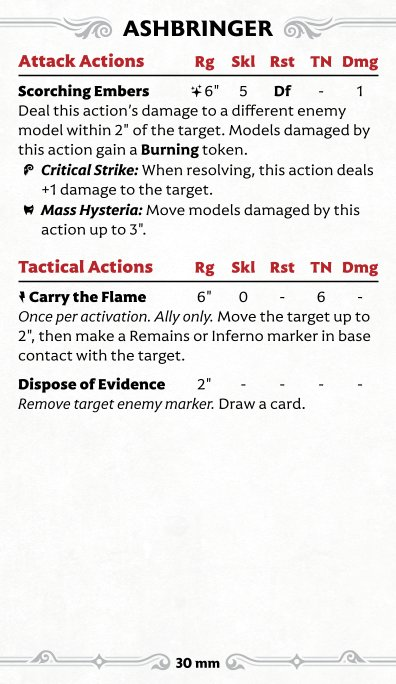 ASHBRINGER
Attack Actions Rg Skl Rst TN Dmg
Scorching Embers 6" 5 Df - 1
Deal this action's damage to a different enemy
model within 2" of the target. Models damaged by
this action gain a Burning token.
Critical Strike: When resolving, this action deals
+1 damage to the target.
Mass Hysteria: Move models damaged by this
action up to 3".
Tactical Actions Rg Skl Rst TN Dmg
Carry the Flame 6" 0 - 6 -
Once per activation. Ally only. Move the target up to
2", then make a Remains or Inferno marker in base
contact with the target.
Dispose of Evidence 2" - - - -
Remove target enemy marker. Draw a card.
30 mm